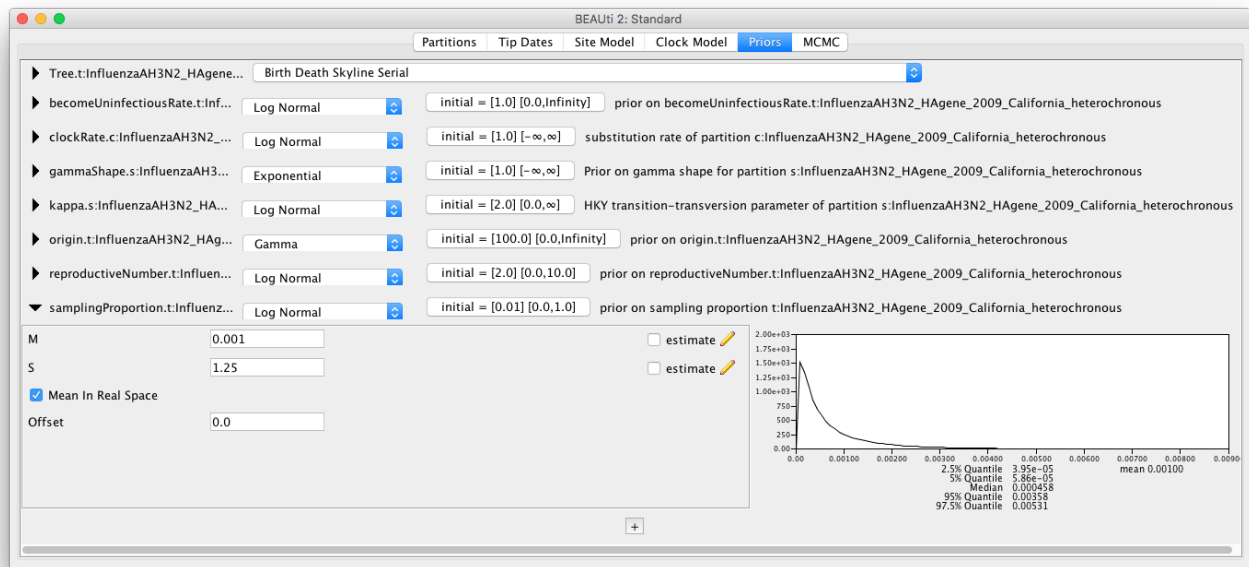 BEAUti 2: Standard
Partitions Tip Dates Site Model Clock Model Priors MCMC
Tree.t:InfluenzaAH3N2_HAgene... Birth Death Skyline Serial
becomeUninfectiousRate.t:Inf... Log Normal initial = [1.0] [0.0,Infinity] prior on becomeUninfectiousRate.t:InfluenzaAH3N2_HAgene_2009_California_heterochronous
clockRate.c:InfluenzaAH3N2_... Log Normal initial = [1.0] [-∞,∞] substitution rate of partition c:InfluenzaAH3N2_HAgene_2009_California_heterochronous
gammaShape.s:InfluenzaAH3... Exponential initial = [1.0] [-∞,∞] Prior on gamma shape for partition s:InfluenzaAH3N2_HAgene_2009_California_heterochronous
kappa.s:InfluenzaAH3N2_HA... Log Normal initial = [2.0] [0.0,∞] HKY transition-transversion parameter of partition s:InfluenzaAH3N2_HAgene_2009_California_heterochronous
origin.t:InfluenzaAH3N2_HAg... Gamma initial = [100.0] [0.0,Infinity] prior on origin.t:InfluenzaAH3N2_HAgene_2009_California_heterochronous
reproductiveNumber.t:Influen... Log Normal initial = [2.0] [0.0,10.0] prior on reproductiveNumber.t:InfluenzaAH3N2_HAgene_2009_California_heterochronous
samplingProportion.t:Influenz... Log Normal initial = [0.01] [0.0,1.0] prior on sampling proportion t:InfluenzaAH3N2_HAgene_2009_California_heterochronous
M 0.001 estimate
S 1.25 estimate
Mean In Real Space
Offset 0.0
2.00e+03
1.75e+03
1.50e+03
1.25e+03
1.00e+03
750
500
250
0.00
0.00 0.00100 0.00200 0.00300 0.00400 0.00500 0.00600 0.00700 0.00800 0.0090
2.5% Quantile 3.95e-05 mean 0.00100
5% Quantile 5.86e-05
Median 0.000458
95% Quantile 0.00358
97.5% Quantile 0.00531
+